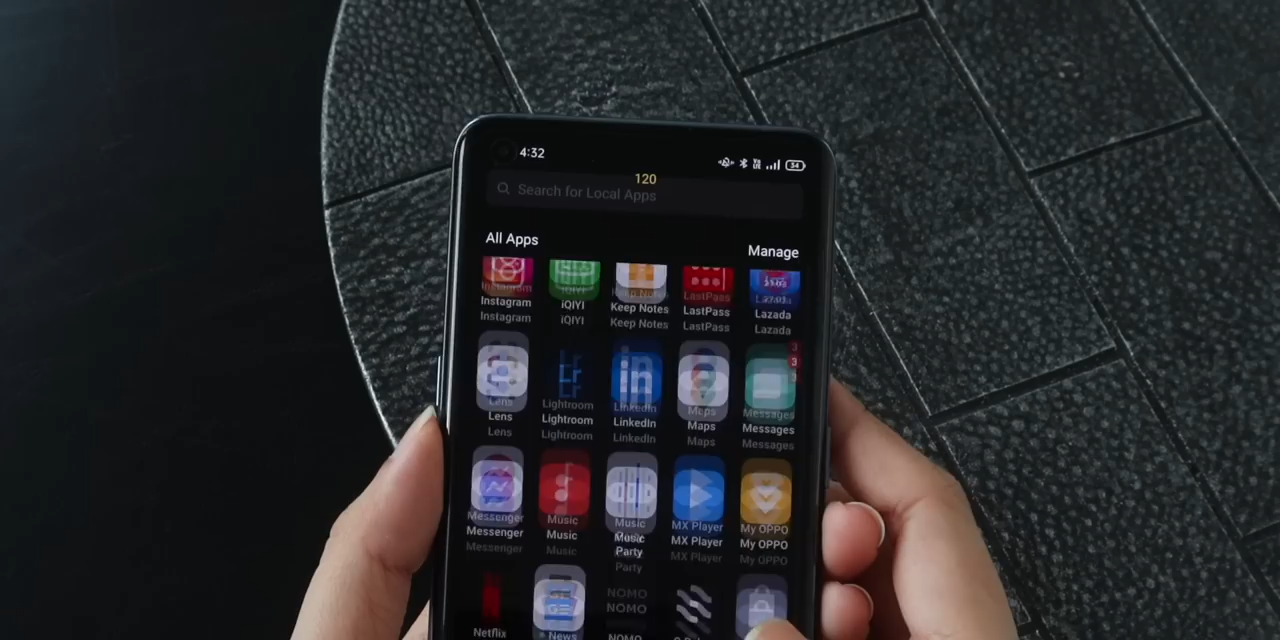 4:32
54
120
Search for Local Apps
All Apps
Manage
Instagram iQIYI Keep Notes LastPass Lazada
Lens Lightroom LinkedIn Maps Messages
Messenger Music Music Party MX Player My OPPO
Netflix News NOMO